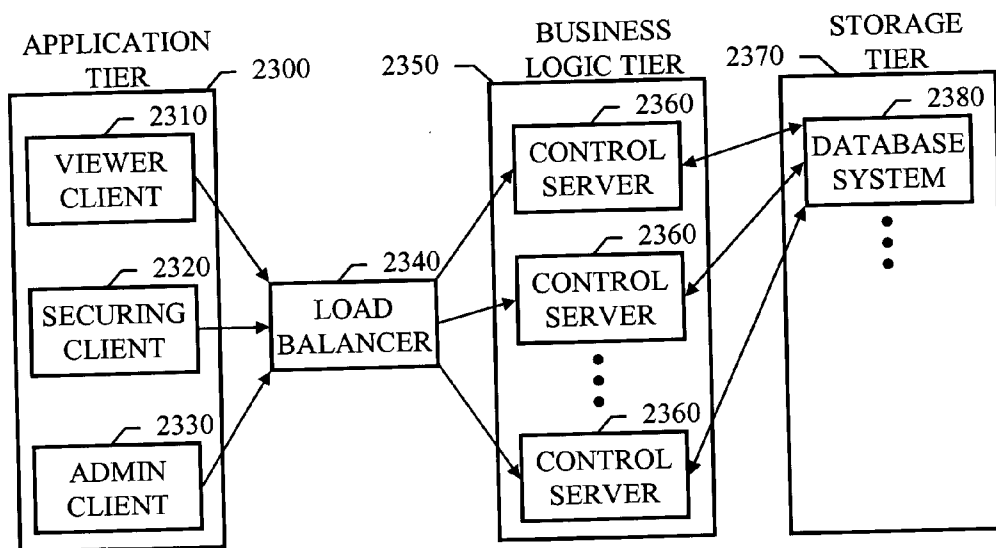 APPLICATION
TIER
2300
2310
VIEWER
CLIENT
2320
SECURING
CLIENT
2330
ADMIN
CLIENT
2340
LOAD
BALANCER
BUSINESS
LOGIC TIER
2350
2360
CONTROL
SERVER
2360
CONTROL
SERVER
2360
CONTROL
SERVER
STORAGE
TIER
2370
2380
DATABASE
SYSTEM